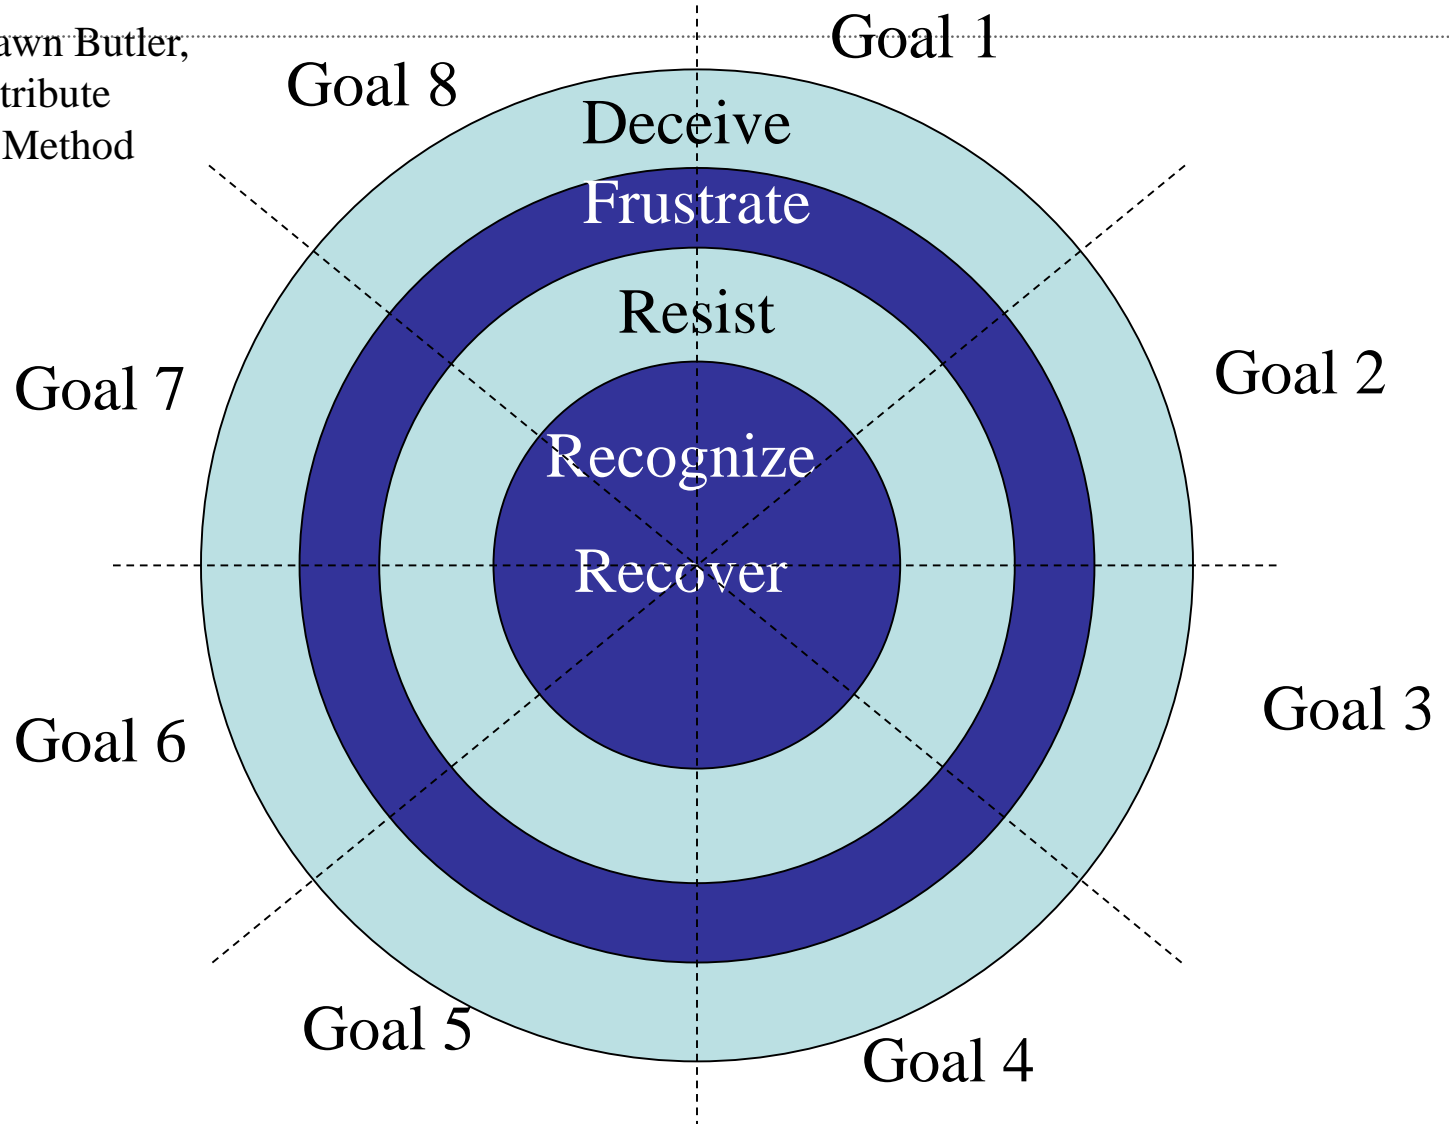 awn Butler,
tribute
Method
Goal 1
Goal 8
Deceive
Frustrate
Resist
Goal 7
Goal 2
Recognize
Recover
Goal 6
Goal 3
Goal 5
Goal 4